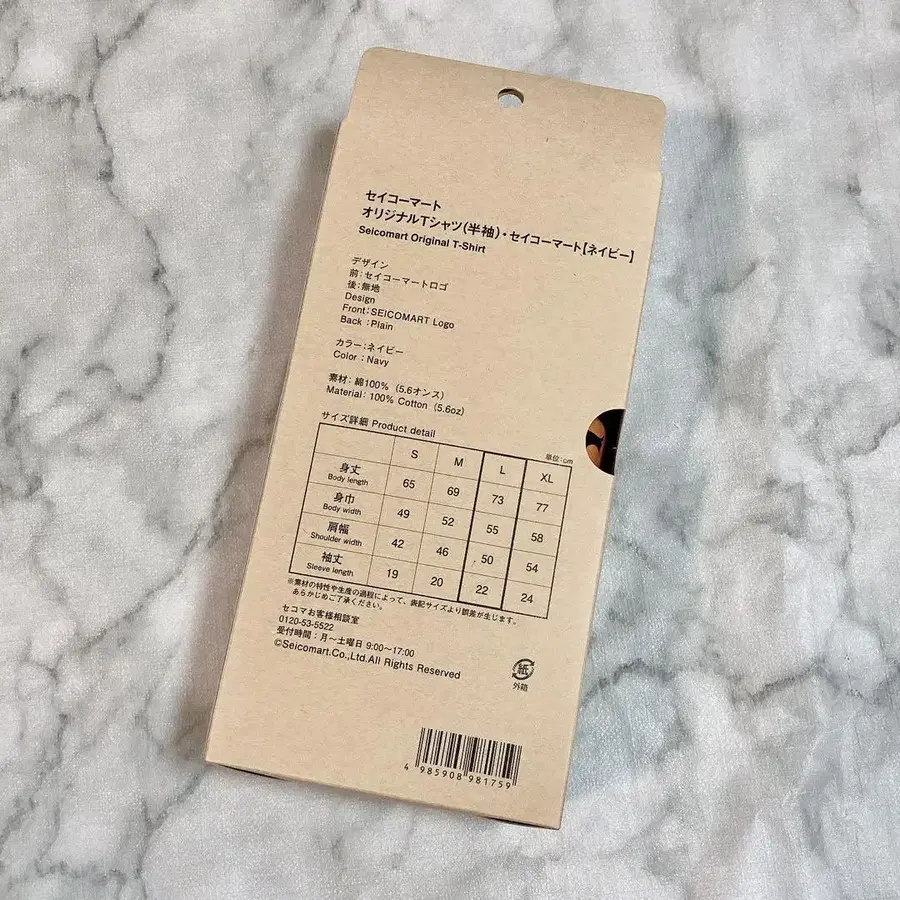 セイコーマート
オリジナルTシャツ(半袖)・セイコーマート【ネイビー】
Seicomart Original T-Shirt
デザイン
前:セイコーマートロゴ
後:無地
Design
Front:SEICOMART Logo
Back :Plain
カラー:ネイビー
Color : Navy
素材: 綿100% (5.6オンス)
Material: 100% Cotton (5.6oz)
サイズ詳細 Product detail
単位:cm
S M L XL
身丈 Body length 65 69 73 77
身巾 Body width 49 52 55 58
肩幅 Shoulder width 42 46 50 54
袖丈 Sleeve length 19 20 22 24
※素材の特性や生産の過程によって、表記サイズより誤差が生じます。
あらかじめご了承ください。
セコマお客様相談室
0120-53-5522
受付時間:月〜土曜日 9:00〜17:00
©Seicomart.Co.,Ltd.All Rights Reserved
紙
外箱
4 985908 981759